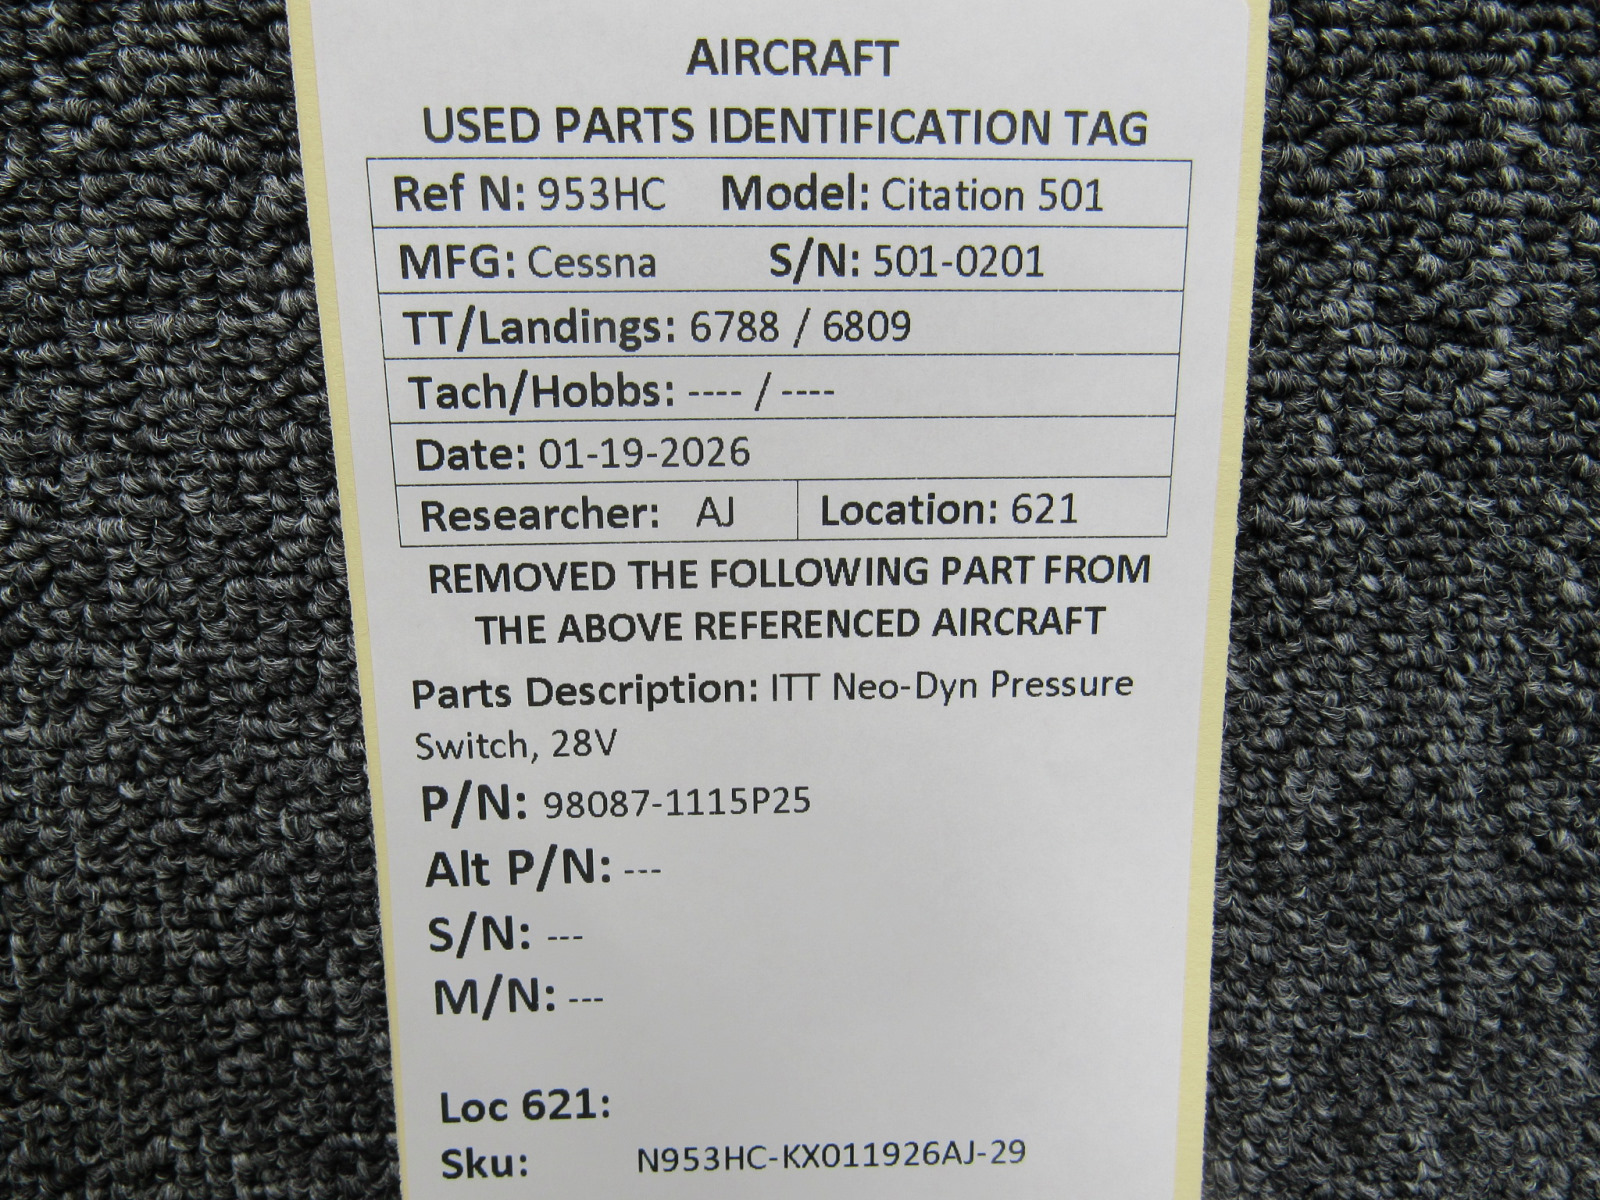 AIRCRAFT
USED PARTS IDENTIFICATION TAG
Ref N: 953HC Model: Citation 501
MFG: Cessna S/N: 501-0201
TT/Landings: 6788 / 6809
Tach/Hobbs: ---- / ----
Date: 01-19-2026
Researcher: AJ Location: 621
REMOVED THE FOLLOWING PART FROM
THE ABOVE REFERENCED AIRCRAFT
Parts Description: ITT Neo-Dyn Pressure
Switch, 28V
P/N: 98087-1115P25
Alt P/N: ---
S/N: ---
M/N: ---
Loc 621:
Sku: N953HC-KX011926AJ-29